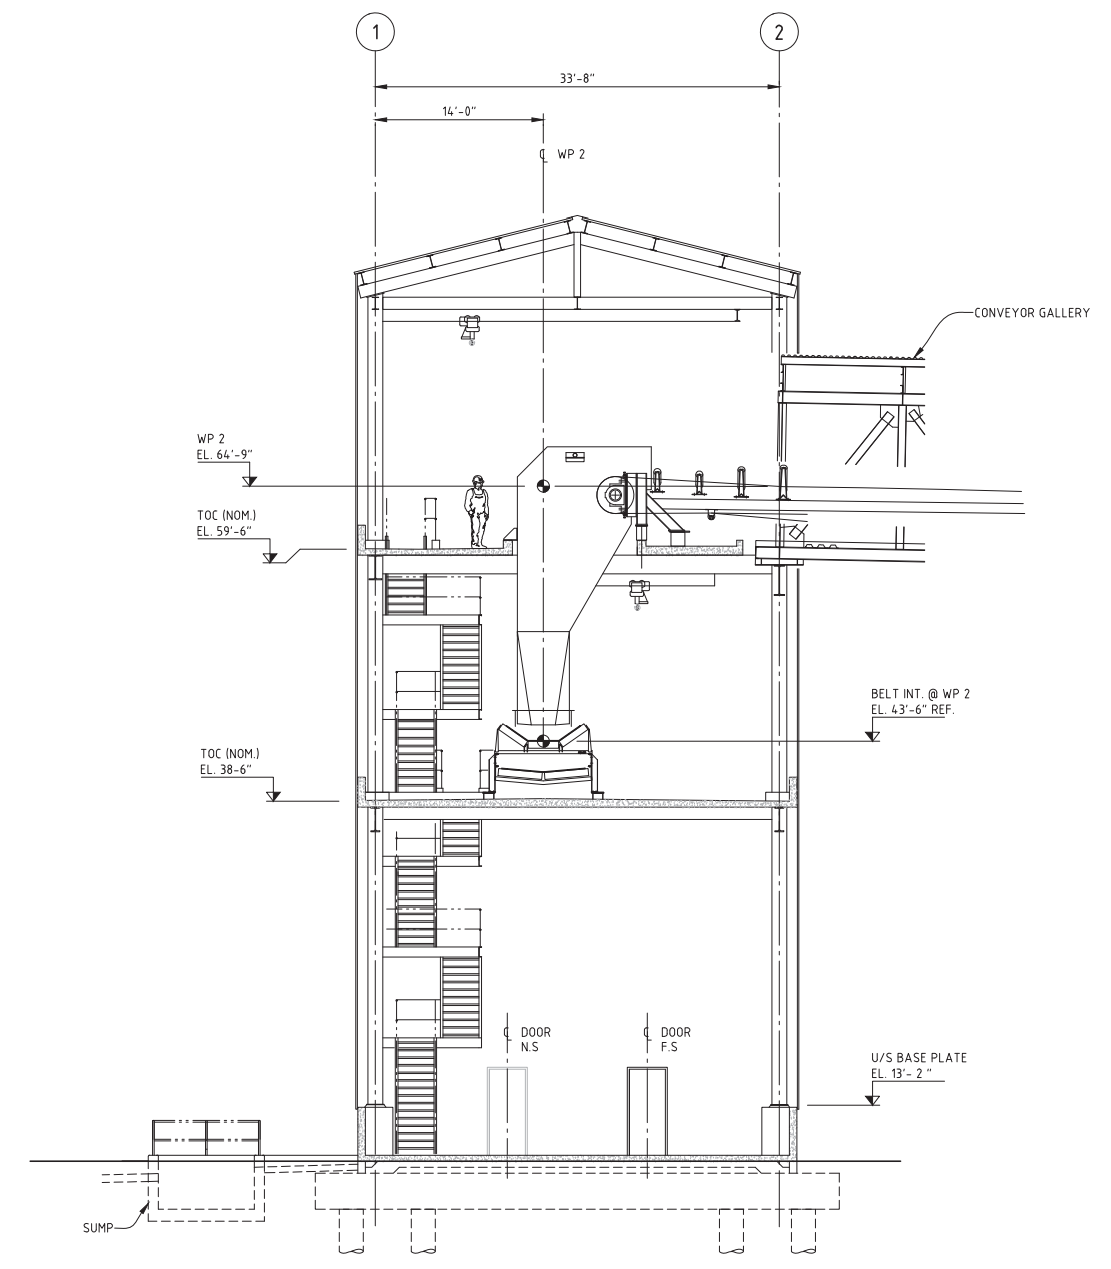 1
2
33'-8"
14'-0"
℄ WP 2
CONVEYOR GALLERY
WP 2
EL. 64'-9"
TOC (NOM.)
EL. 59'-6"
BELT INT. @ WP 2
EL. 43'-6" REF.
TOC (NOM.)
EL. 38-6"
℄ DOOR
N.S
℄ DOOR
F.S
U/S BASE PLATE
EL. 13'- 2 "
SUMP